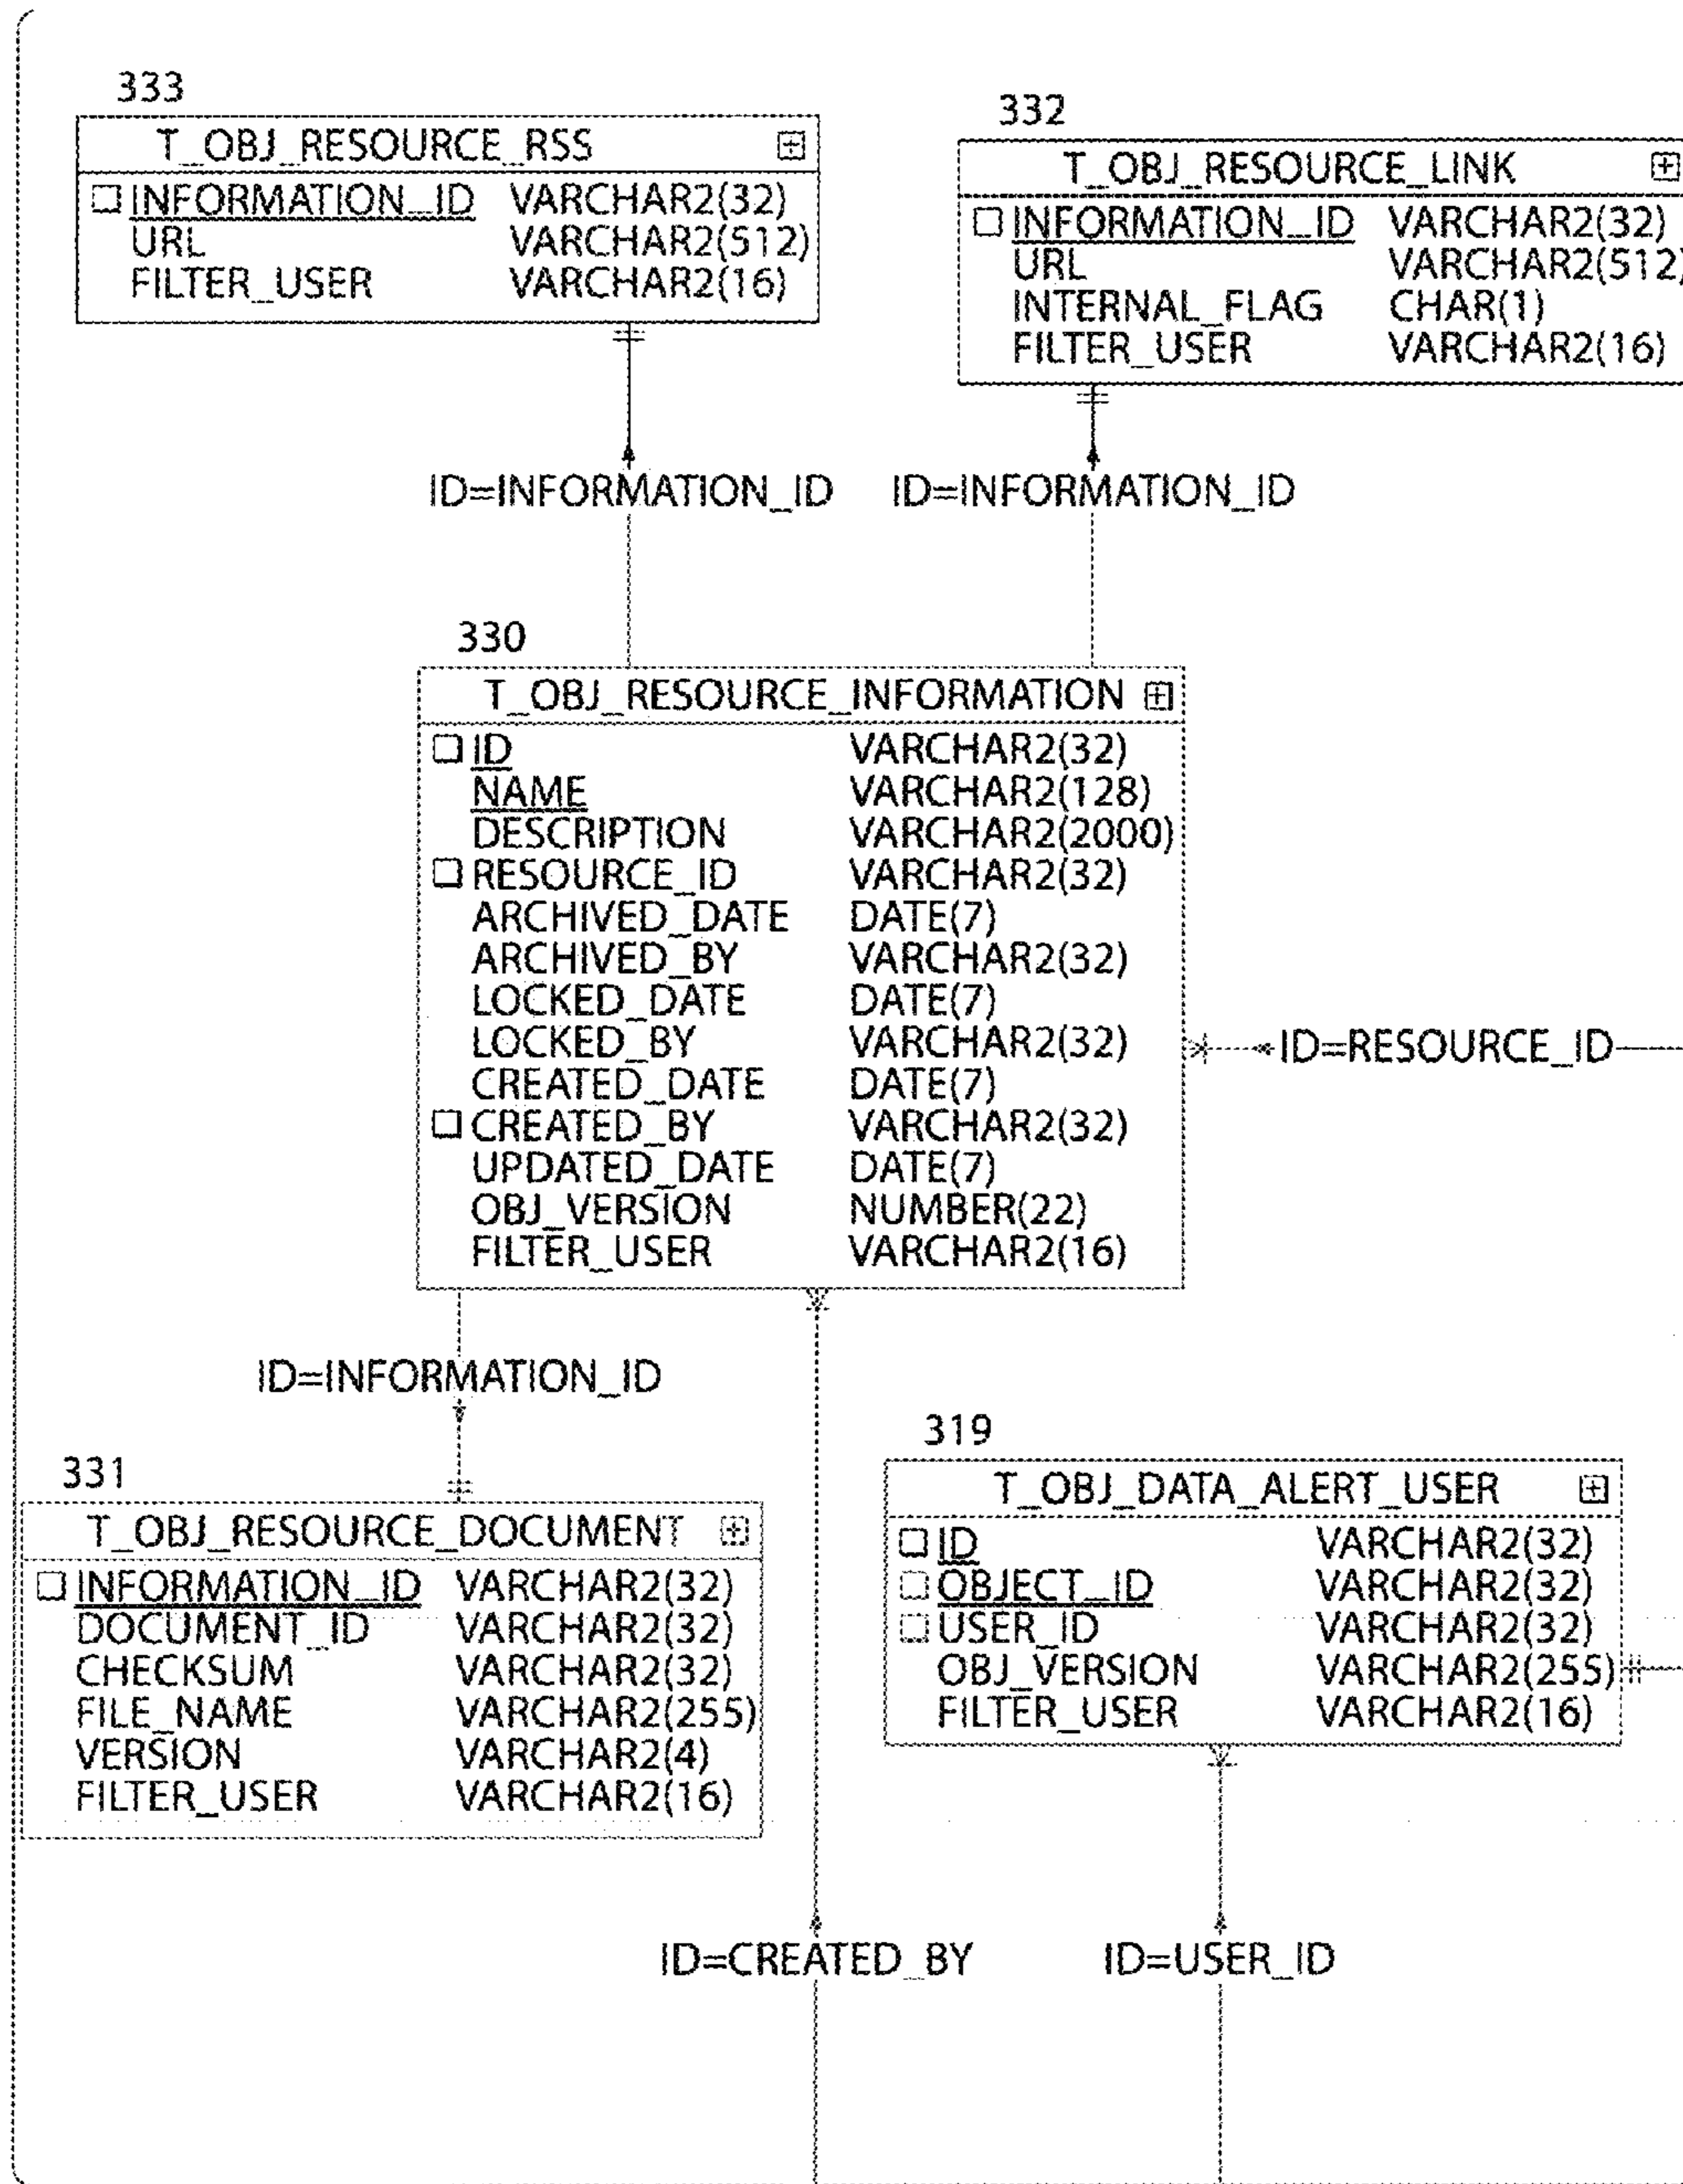 333
T_OBJ_RESOURCE_RSS
INFORMATION_ID VARCHAR2(32)
URL VARCHAR2(512)
FILTER_USER VARCHAR2(16)
332
T_OBJ_RESOURCE_LINK
INFORMATION_ID VARCHAR2(32)
URL VARCHAR2(512)
INTERNAL_FLAG CHAR(1)
FILTER_USER VARCHAR2(16)
ID=INFORMATION_ID
ID=INFORMATION_ID
330
T_OBJ_RESOURCE_INFORMATION
ID VARCHAR2(32)
NAME VARCHAR2(128)
DESCRIPTION VARCHAR2(2000)
RESOURCE_ID VARCHAR2(32)
ARCHIVED_DATE DATE(7)
ARCHIVED_BY VARCHAR2(32)
LOCKED_DATE DATE(7)
LOCKED_BY VARCHAR2(32)
CREATED_DATE DATE(7)
CREATED_BY VARCHAR2(32)
UPDATED_DATE DATE(7)
OBJ_VERSION NUMBER(22)
FILTER_USER VARCHAR2(16)
ID=RESOURCE_ID
ID=INFORMATION_ID
331
T_OBJ_RESOURCE_DOCUMENT
INFORMATION_ID VARCHAR2(32)
DOCUMENT_ID VARCHAR2(32)
CHECKSUM VARCHAR2(32)
FILE_NAME VARCHAR2(255)
VERSION VARCHAR2(4)
FILTER_USER VARCHAR2(16)
319
T_OBJ_DATA_ALERT_USER
ID VARCHAR2(32)
OBJECT_ID VARCHAR2(32)
USER_ID VARCHAR2(32)
OBJ_VERSION VARCHAR2(255)
FILTER_USER VARCHAR2(16)
ID=CREATED_BY
ID=USER_ID